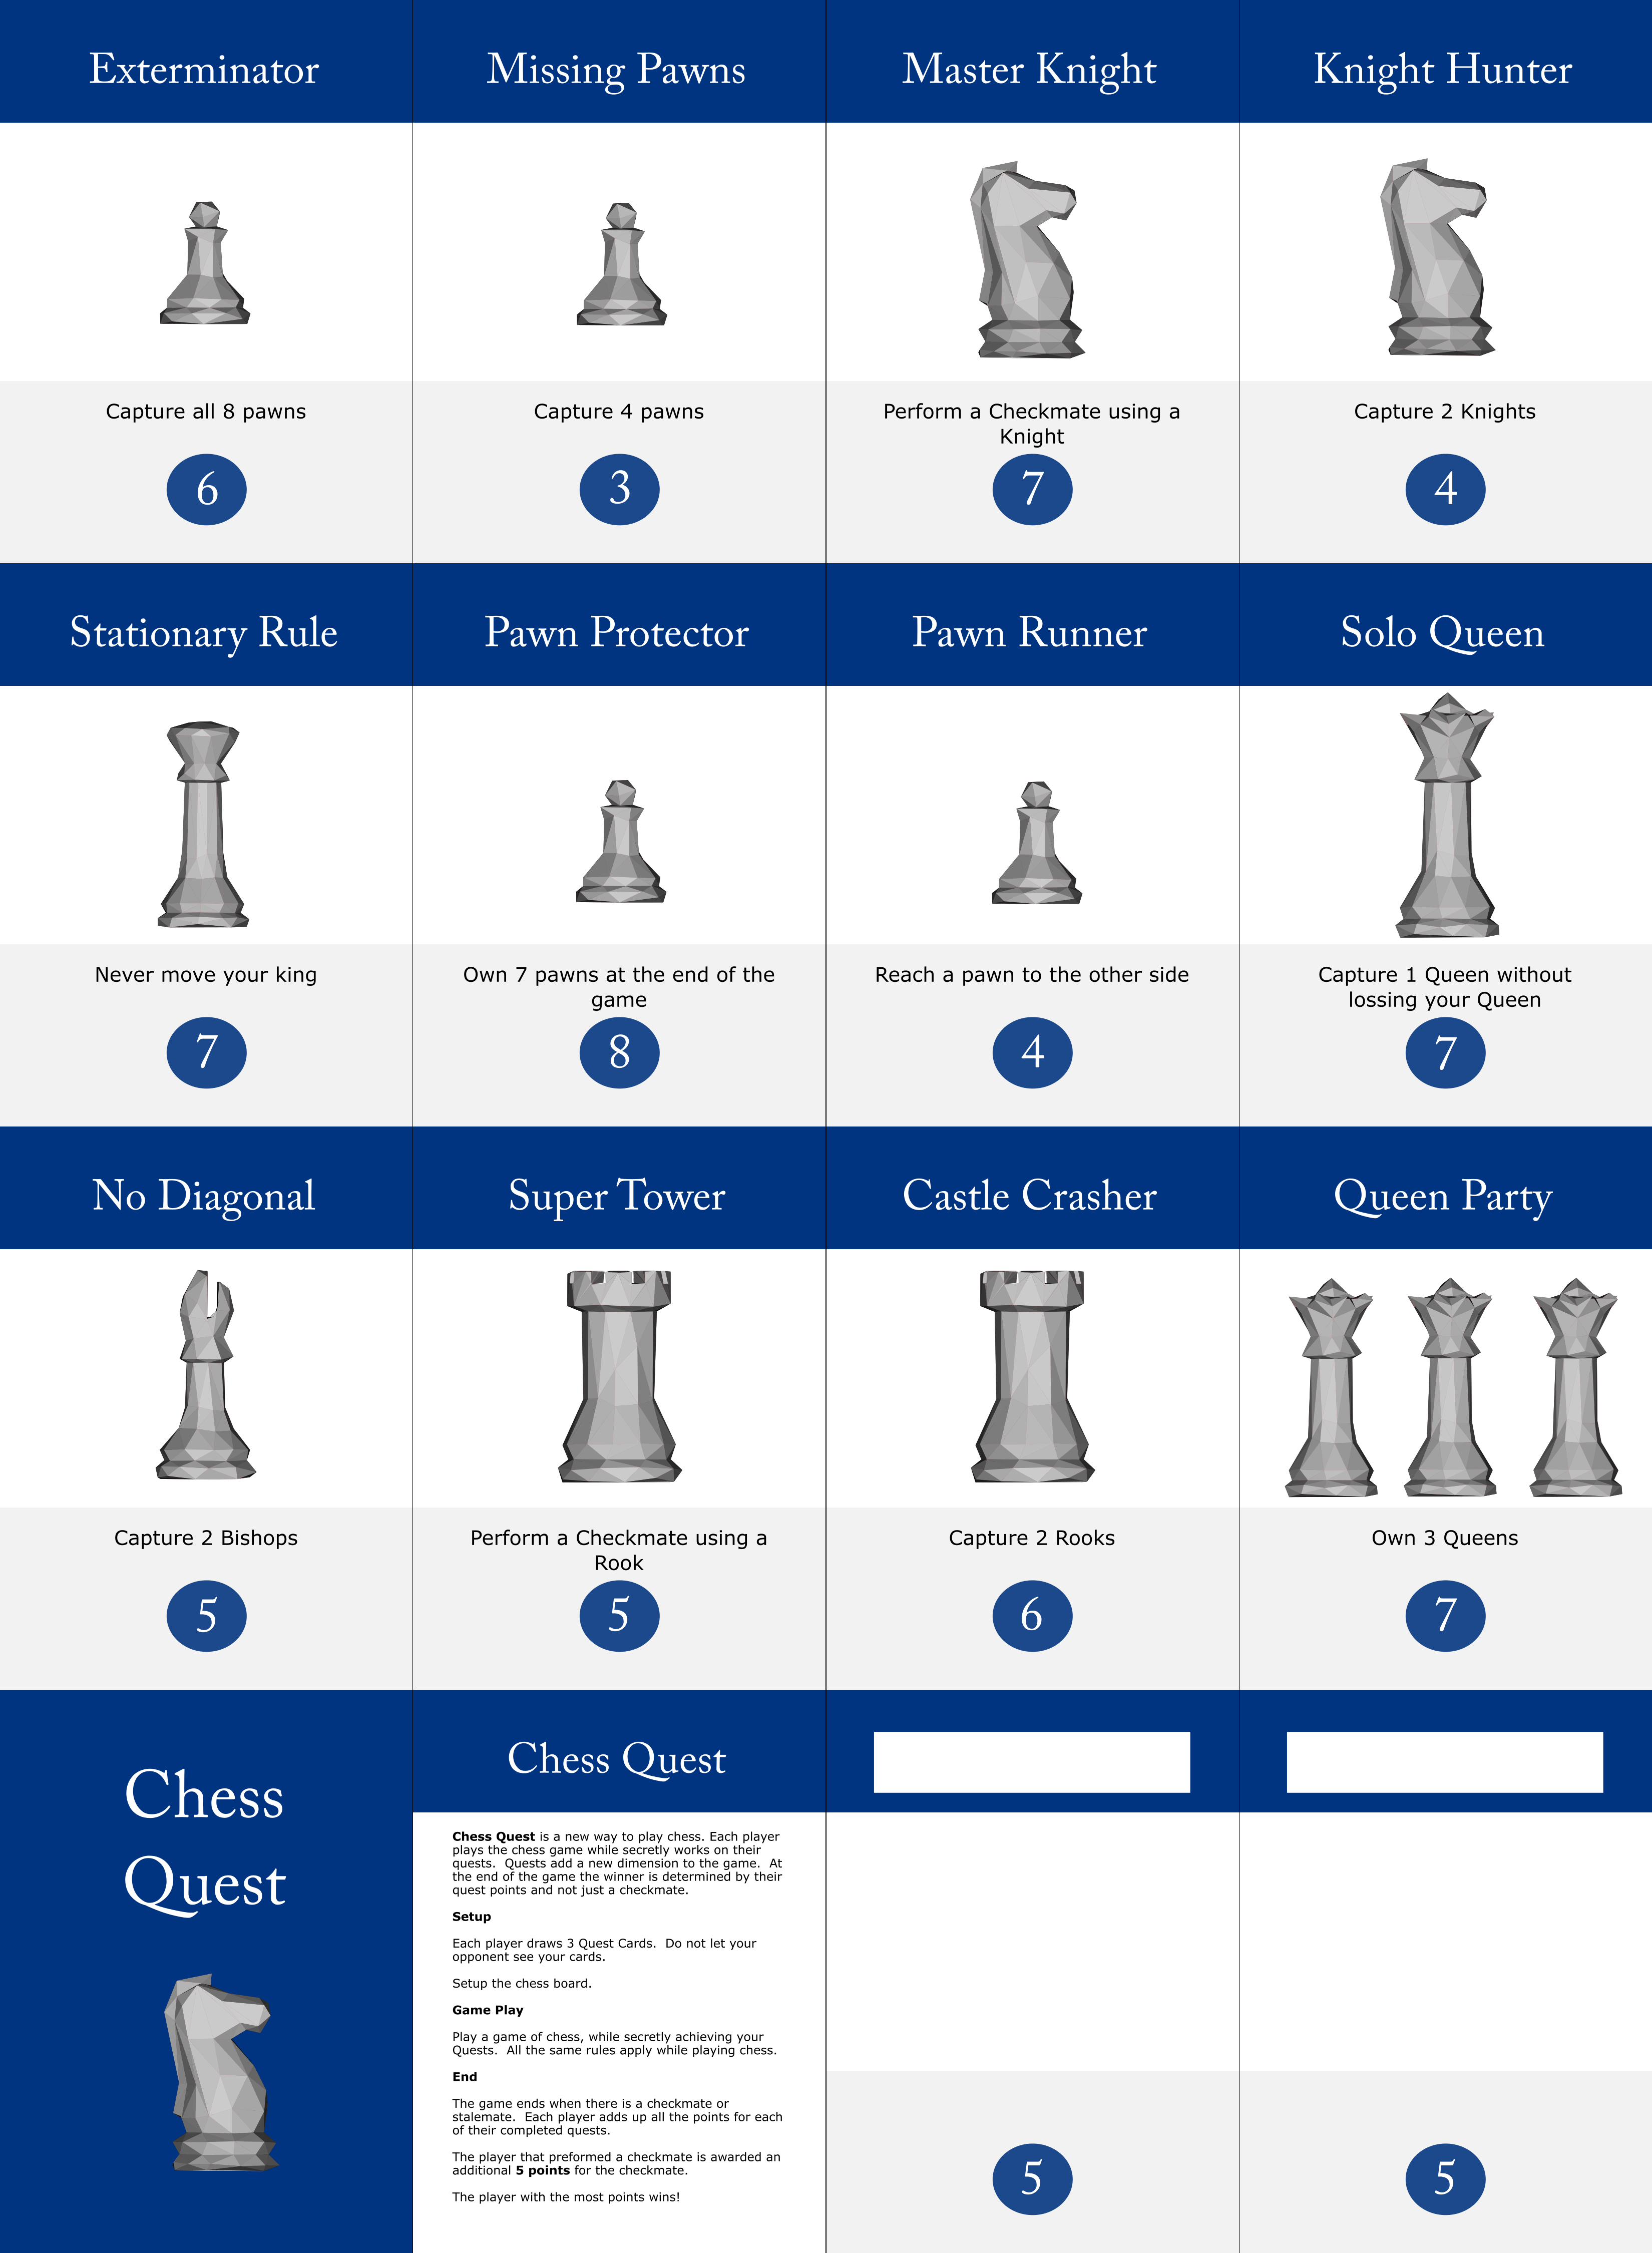 Exterminator
Capture all 8 pawns
6
Missing Pawns
Capture 4 pawns
3
Master Knight
Perform a Checkmate using a
Knight
7
Knight Hunter
Capture 2 Knights
4
Stationary Rule
Never move your king
7
Pawn Protector
Own 7 pawns at the end of the
game
8
Pawn Runner
Reach a pawn to the other side
4
Solo Queen
Capture 1 Queen without
lossing your Queen
7
No Diagonal
Capture 2 Bishops
5
Super Tower
Perform a Checkmate using a
Rook
5
Castle Crasher
Capture 2 Rooks
6
Queen Party
Own 3 Queens
7
Chess
Quest
Chess Quest
Chess Quest is a new way to play chess. Each player
plays the chess game while secretly works on their
quests.  Quests add a new dimension to the game.  At
the end of the game the winner is determined by their
quest points and not just a checkmate.
Setup
Each player draws 3 Quest Cards.  Do not let your
opponent see your cards.
Setup the chess board.
Game Play
Play a game of chess, while secretly achieving your
Quests.  All the same rules apply while playing chess.
End
The game ends when there is a checkmate or
stalemate.  Each player adds up all the points for each
of their completed quests.
The player that preformed a checkmate is awarded an
additional 5 points for the checkmate.
The player with the most points wins!
5
5